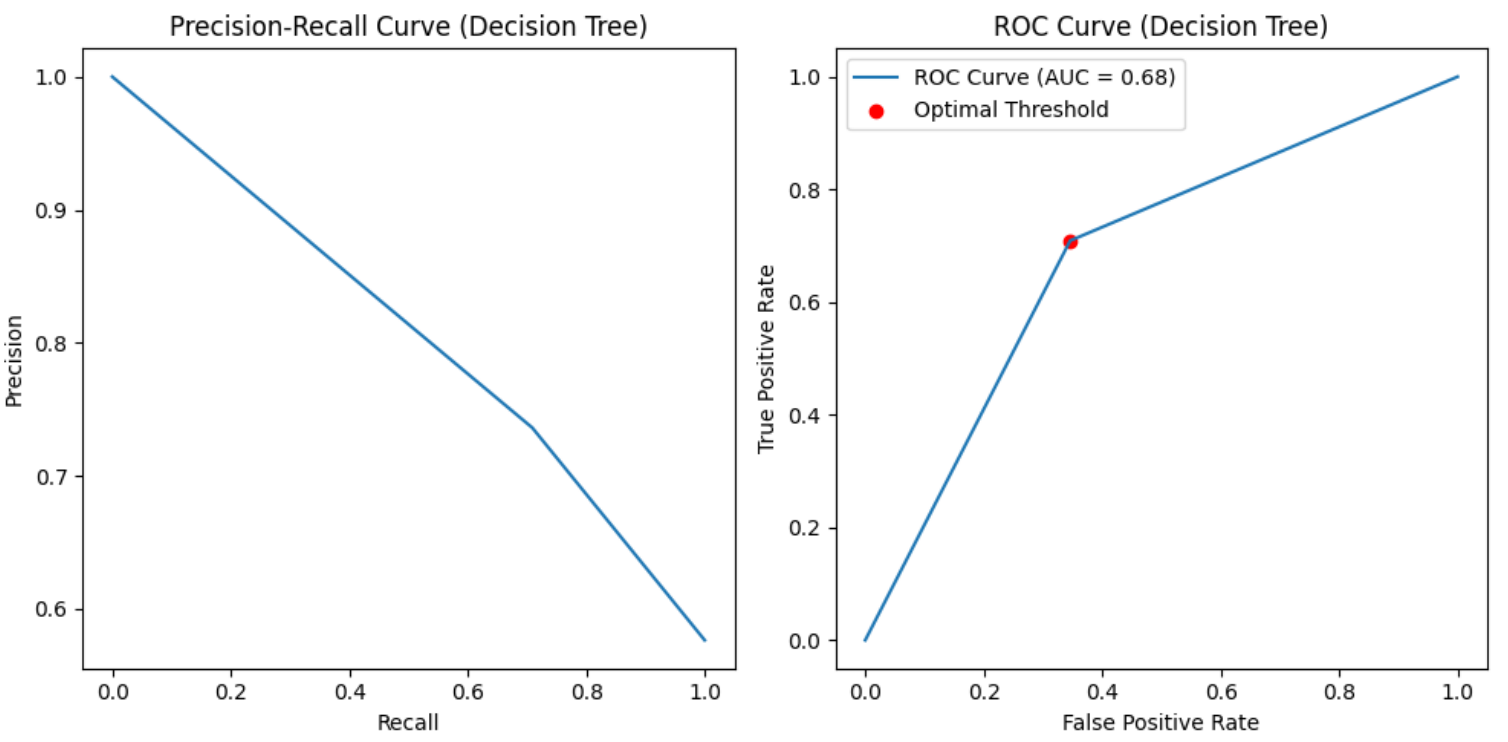 Precision-Recall Curve (Decision Tree)
1.0
0.9
0.8
0.7
0.6
Precision
0.0 0.2 0.4 0.6 0.8 1.0
Recall
ROC Curve (Decision Tree)
ROC Curve (AUC = 0.68)
Optimal Threshold
1.0
0.8
0.6
0.4
0.2
0.0
True Positive Rate
0.0 0.2 0.4 0.6 0.8 1.0
False Positive Rate